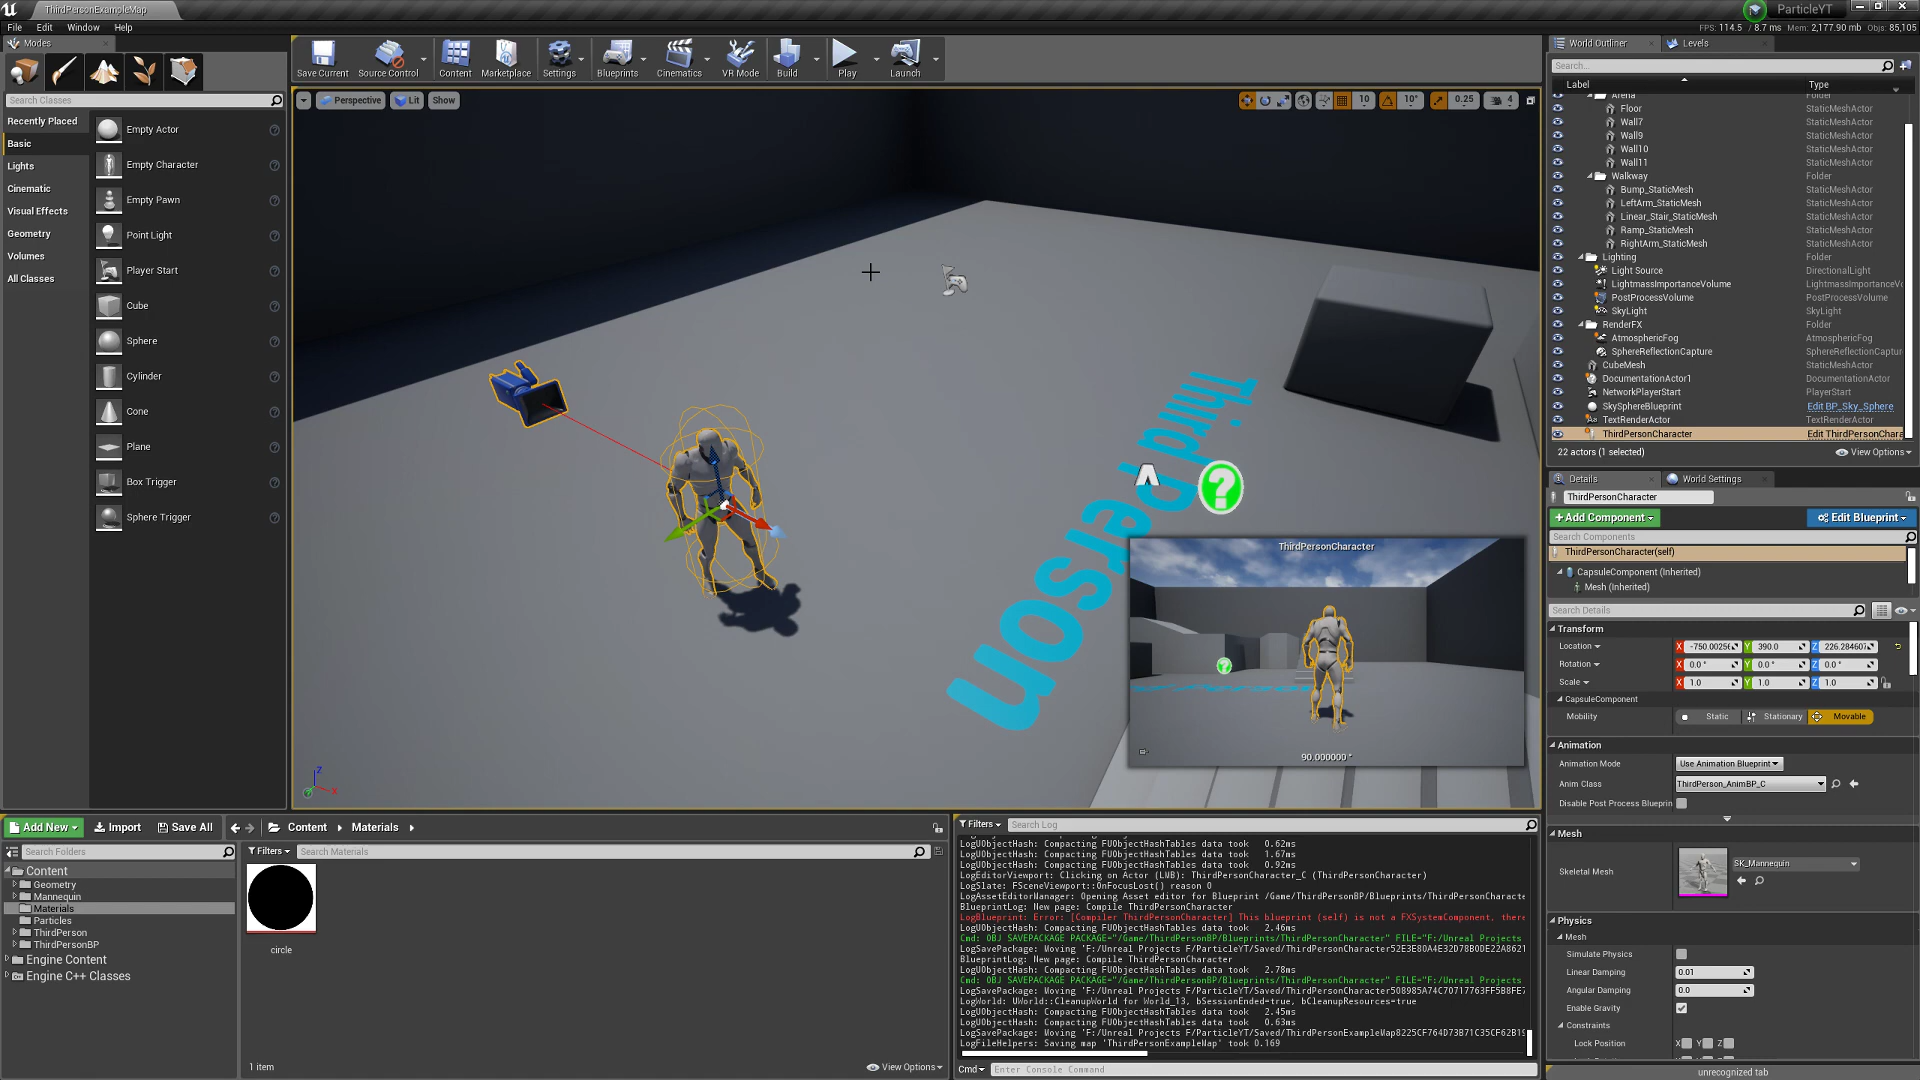 ThirdPersonExampleMap
ParticleYT
File Edit Window Help
FPS: 114.5 / 8.7 ms Mem: 2,177.90 mb Objs: 85,105
Modes
Search Classes
Recently Placed
Basic
Lights
Cinematic
Visual Effects
Geometry
Volumes
All Classes
Empty Actor
Empty Character
Empty Pawn
Point Light
Player Start
Cube
Sphere
Cylinder
Cone
Plane
Box Trigger
Sphere Trigger
Save Current Source Control Content Marketplace Settings Blueprints Cinematics VR Mode Build Play Launch
Perspective Lit Show
10 10° 0.25 4
Third Person
ThirdPersonCharacter
90.000000 °
Z
X
World Outliner Levels
Search...
Label Type
Arena Folder
Floor StaticMeshActor
Wall7 StaticMeshActor
Wall9 StaticMeshActor
Wall10 StaticMeshActor
Wall11 StaticMeshActor
Walkway Folder
Bump_StaticMesh StaticMeshActor
LeftArm_StaticMesh StaticMeshActor
Linear_Stair_StaticMesh StaticMeshActor
Ramp_StaticMesh StaticMeshActor
RightArm_StaticMesh StaticMeshActor
Lighting Folder
Light Source DirectionalLight
LightmassImportanceVolume LightmassImportanceVo
PostProcessVolume PostProcessVolume
SkyLight SkyLight
RenderFX Folder
AtmosphericFog AtmosphericFog
SphereReflectionCapture SphereReflectionCaptur
CubeMesh StaticMeshActor
DocumentationActor1 DocumentationActor
NetworkPlayerStart PlayerStart
SkySphereBlueprint Edit BP_Sky_Sphere
TextRenderActor TextRenderActor
ThirdPersonCharacter Edit ThirdPersonChara
22 actors (1 selected) View Options
Details World Settings
ThirdPersonCharacter
+Add Component Edit Blueprint
Search Components
ThirdPersonCharacter(self)
CapsuleComponent (Inherited)
Mesh (Inherited)
Search Details
Transform
Location X Y 390.0 Z
Rotation X 0.0 ° Y 0.0 ° Z 0.0 °
Scale X 1.0 Y 1.0 Z 1.0
CapsuleComponent
Mobility Static Stationary Movable
Animation
Animation Mode Use Animation Blueprint
Anim Class ThirdPerson_AnimBP_C
Disable Post Process Blueprin
Mesh
Skeletal Mesh SK_Mannequin
Physics
Mesh
Simulate Physics
Linear Damping 0.01
Angular Damping 0.0
Enable Gravity
Constraints
Lock Position X Y Z
unrecognized tab
Add New Import Save All Content Materials
Search Folders
Filters Search Materials
Content
Geometry
Mannequin
Materials
Particles
ThirdPerson
ThirdPersonBP
Engine Content
Engine C++ Classes
circle
1 item View Options
Filters Search Log
LogUObjectHash: Compacting FUObjectHashTables data took 0.62ms
LogUObjectHash: Compacting FUObjectHashTables data took 1.67ms
LogUObjectHash: Compacting FUObjectHashTables data took 0.92ms
LogEditorViewport: Clicking on Actor (LWB): ThirdPersonCharacter_C (ThirdPersonCharacter)
LogSlate: FSceneViewport::OnFocusLost() reason 0
LogAssetEditorManager: Opening Asset editor for Blueprint /Game/ThirdPersonBP/Blueprints/ThirdPersonCharacte
BlueprintLog: New page: Compile ThirdPersonCharacter
LogBlueprint: Error: [Compiler ThirdPersonCharacter] This blueprint (self) is not a FXSystemComponent, there
LogUObjectHash: Compacting FUObjectHashTables data took 2.46ms
Cmd: OBJ SAVEPACKAGE PACKAGE="/Game/ThirdPersonBP/Blueprints/ThirdPersonCharacter" FILE="F:/Unreal Projects
LogSavePackage: Moving 'F:/Unreal Projects F/ParticleYT/Saved/
BlueprintLog: New page: Compile ThirdPersonCharacter
LogUObjectHash: Compacting FUObjectHashTables data took 2.78ms
Cmd: OBJ SAVEPACKAGE PACKAGE="/Game/ThirdPersonBP/Blueprints/ThirdPersonCharacter" FILE="F:/Unreal Projects
LogSavePackage: Moving 'F:/Unreal Projects F/ParticleYT/Saved/
LogWorld: UWorld::CleanupWorld for World_13, bSessionEnded=true, bCleanupResources=true
LogUObjectHash: Compacting FUObjectHashTables data took 2.45ms
LogUObjectHash: Compacting FUObjectHashTables data took 0.63ms
LogSavePackage: Moving 'F:/Unreal Projects F/ParticleYT/Saved/
LogFileHelpers: Saving map 'ThirdPersonExampleMap' took 0.169
Cmd Enter Console Command